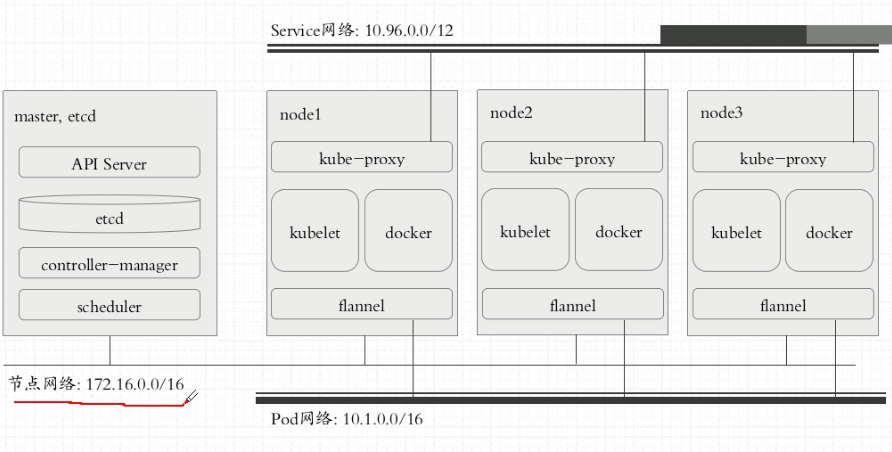 Service网络: 10.96.0.0/12
master, etcd
API Server
etcd
controller-manager
scheduler
node1
kube-proxy
kubelet
docker
flannel
node2
kube-proxy
kubelet
docker
flannel
node3
kube-proxy
kubelet
docker
flannel
节点网络: 172.16.0.0/16
Pod网络: 10.1.0.0/16